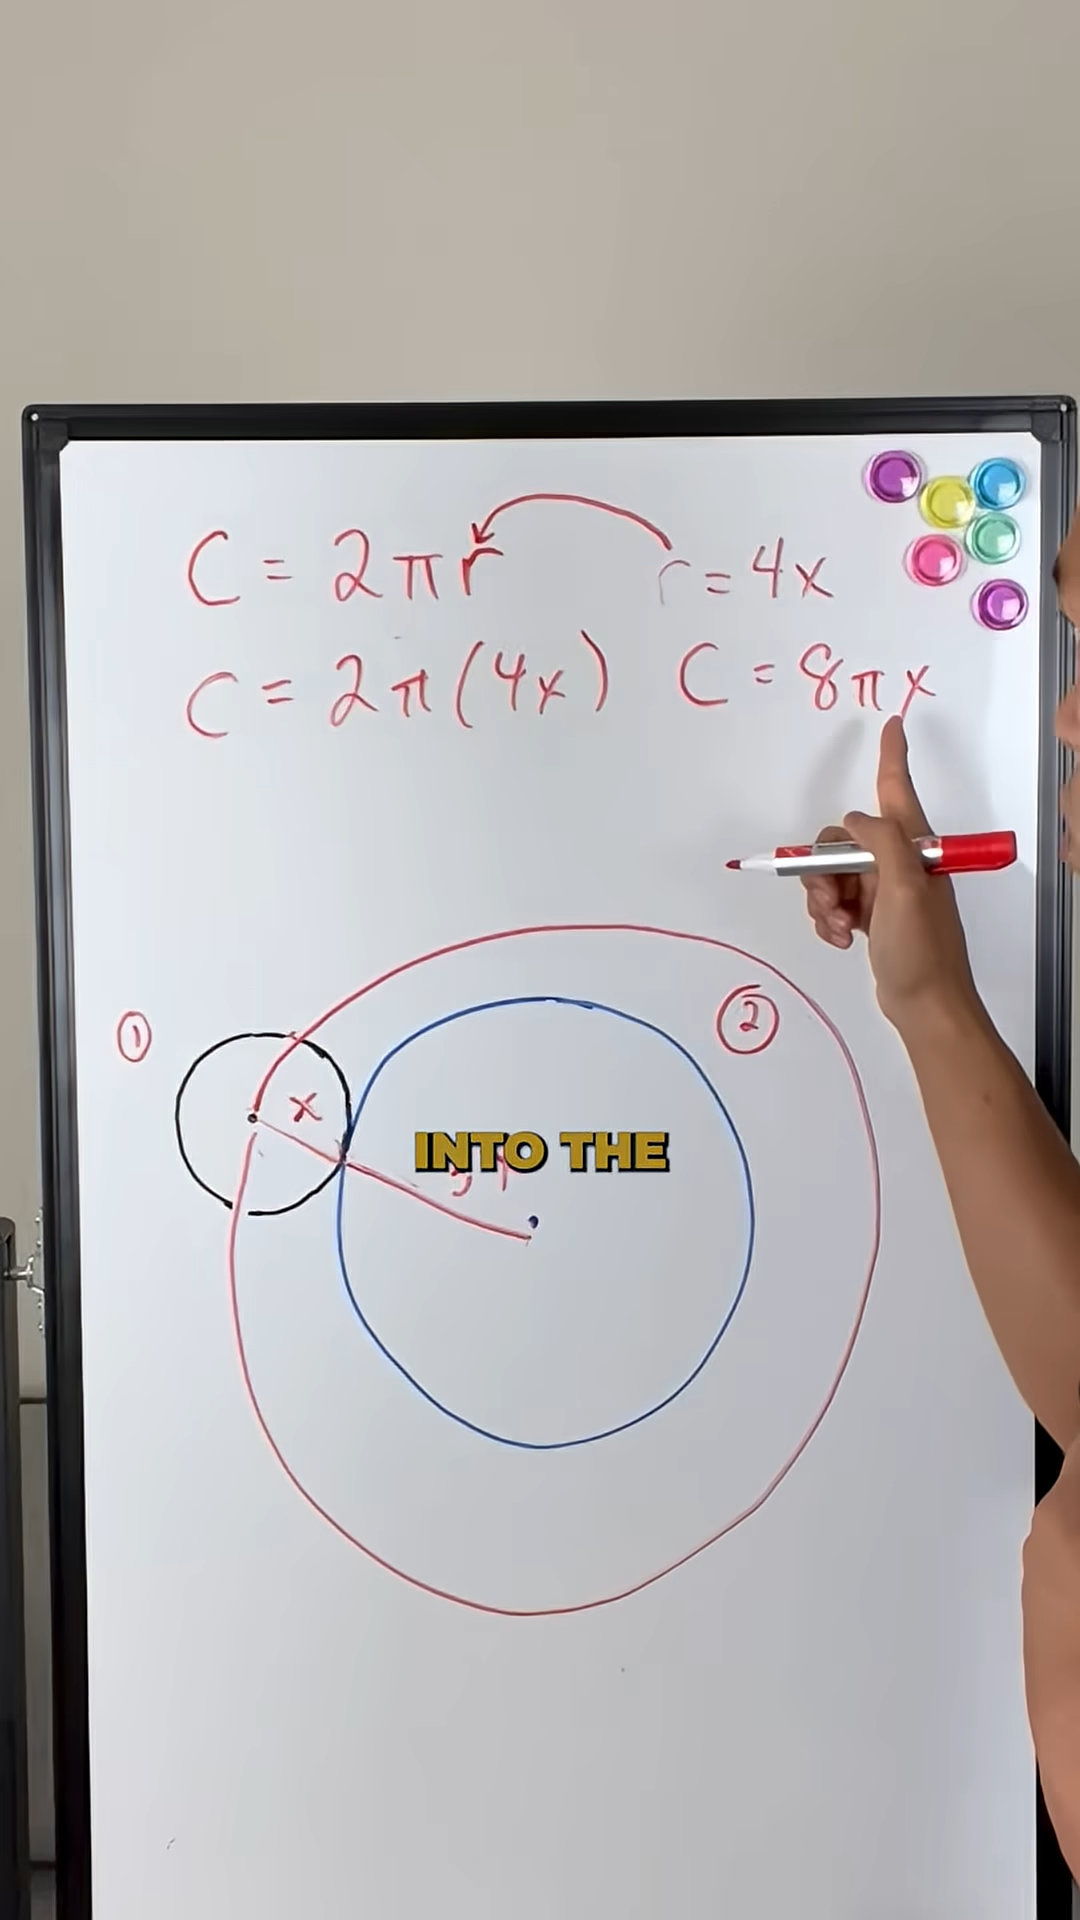 C = 2πr r = 4x
C = 2π(4x) C = 8πx
① ②
x
INTO THE